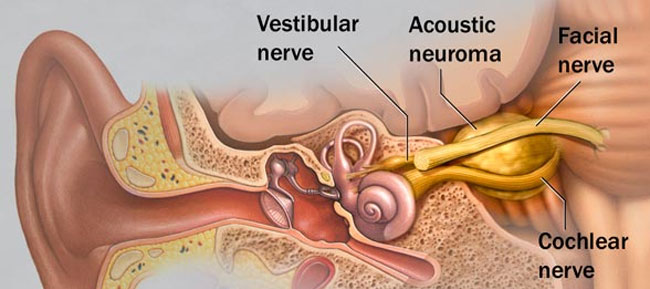 Vestibular
nerve
Acoustic
neuroma
Facial
nerve
Cochlear
nerve